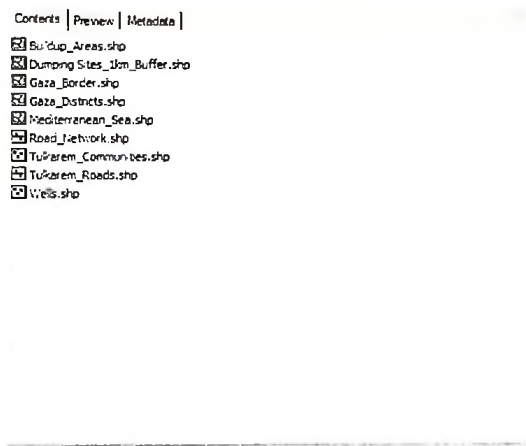 Contents Preview Metadata
Buildup_Areas.shp
Dumping Sites_1km_Buffer.shp
Gaza_Border.shp
Gaza_Districts.shp
Mediterranean_Sea.shp
Road_Network.shp
Tulkarem_Communities.shp
Tulkarem_Roads.shp
Wells.shp